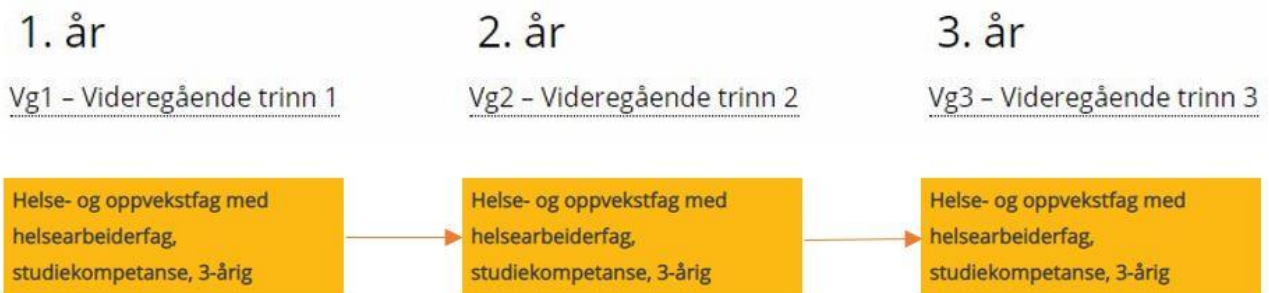 1. år
2. år
3. år
Vg1 – Videregående trinn 1
Vg2 – Videregående trinn 2
Vg3 – Videregående trinn 3
Helse- og oppvekstfag med
helsearbeiderfag,
studiekompetanse, 3-årig
Helse- og oppvekstfag med
helsearbeiderfag,
studiekompetanse, 3-årig
Helse- og oppvekstfag med
helsearbeiderfag,
studiekompetanse, 3-årig